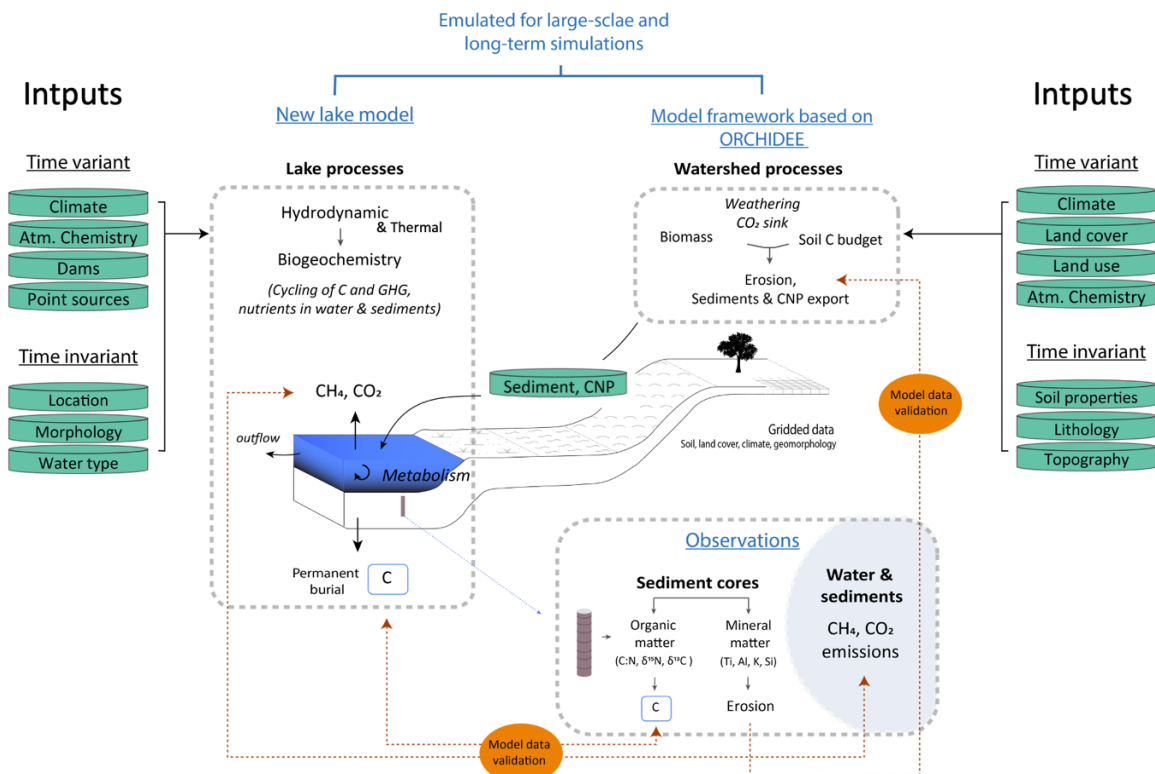 Emulated for large-sclae and
long-term simulations
Intputs
Time variant
Climate
Atm. Chemistry
Dams
Point sources
Time invariant
Location
Morphology
Water type
New lake model
Lake processes
Hydrodynamic
& Thermal
Biogeochemistry
(Cycling of C and GHG,
nutrients in water & sediments)
CH₄, CO₂
outflow
Metabolism
Permanent
burial
C
Model framework based on
ORCHIDEE
Watershed processes
Weathering
CO₂ sink
Biomass
Soil C budget
Erosion,
Sediments & CNP export
Sediment, CNP
Gridded data
Soil, land cover, climate, geomorphology
Model data
validation
Intputs
Time variant
Climate
Land cover
Land use
Atm. Chemistry
Time invariant
Soil properties
Lithology
Topography
Observations
Sediment cores
Organic
matter
(C:N, δ¹⁵N, δ¹³C )
C
Mineral
matter
(Ti, Al, K, Si)
Erosion
Water &
sediments
CH₄, CO₂
emissions
Model data
validation